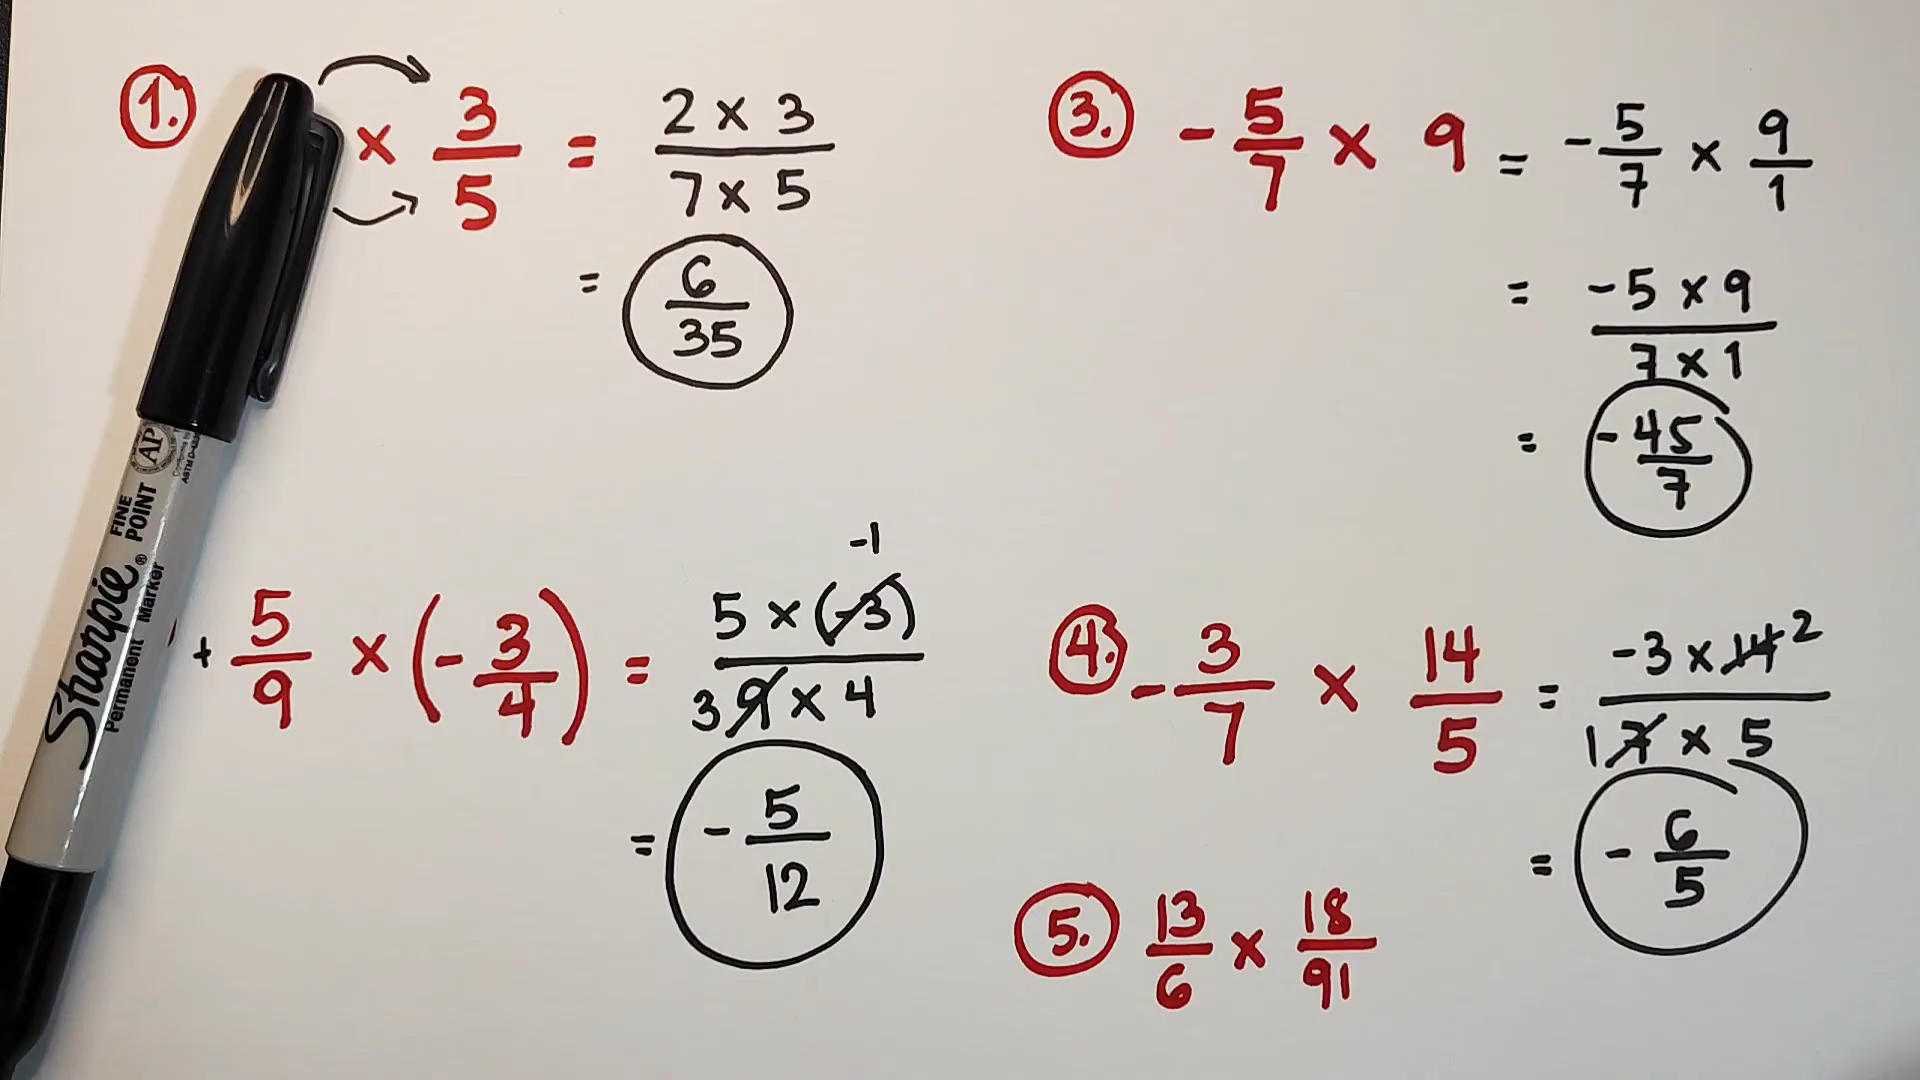 1. × 3/5 = 2 × 3 / 7 × 5
= 6/35
+ 5/9 × (- 3/4) = 5 × (-3) -1 / 3 9 × 4
= - 5/12
3. - 5/7 × 9 = - 5/7 × 9/1
= -5 × 9 / 7 × 1
= - 45/7
4. - 3/7 × 14/5 = -3 × 14 2 / 1 7 × 5
= - 6/5
5. 13/6 × 18/91
AP
FINE
POINT
Sharpie®
Permanent Marker